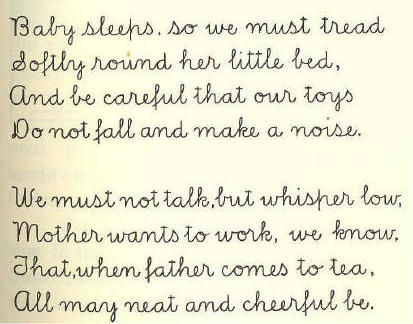 Baby sleeps, so we must tread
Softly round her little bed,
And be careful that our toys
Do not fall and make a noise.
We must not talk, but whisper low,
Mother wants to work, we know,
That, when father comes to tea,
All may neat and cheerful be.